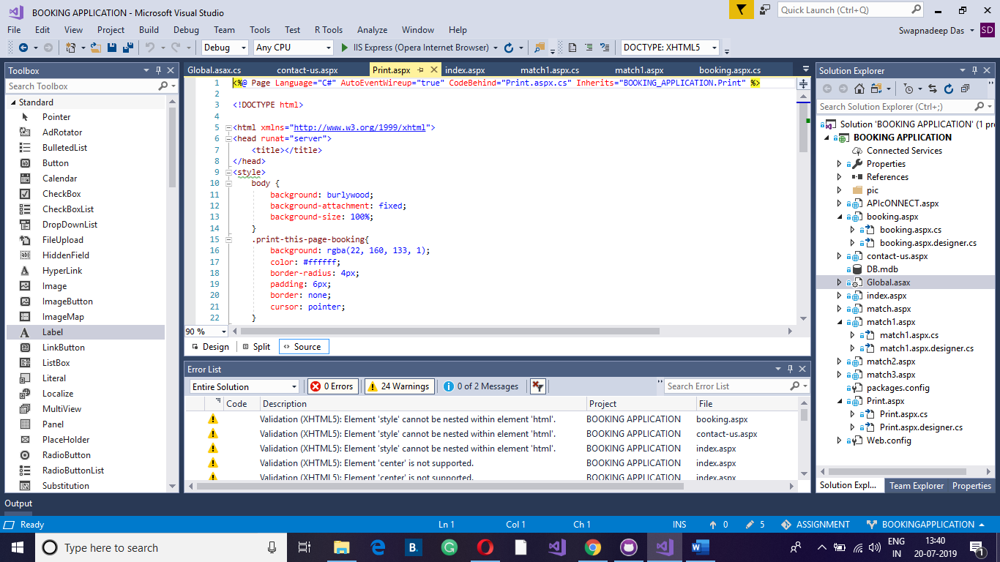 BOOKING APPLICATION - Microsoft Visual Studio
Quick Launch (Ctrl+Q)
File Edit View Project Build Debug Team Tools Test R Tools Analyze Window Help
Swapnadeep Das SD
Debug Any CPU IIS Express (Opera Internet Browser) DOCTYPE: XHTML5
Toolbox
Search Toolbox
Standard
Pointer
AdRotator
BulletedList
Button
Calendar
CheckBox
CheckBoxList
DropDownList
FileUpload
HiddenField
HyperLink
Image
ImageButton
ImageMap
Label
LinkButton
ListBox
Literal
Localize
MultiView
Panel
PlaceHolder
RadioButton
RadioButtonList
Substitution
Global.asax.cs contact-us.aspx Print.aspx index.aspx match1.aspx.cs match1.aspx booking.aspx.cs
1 <%@ Page Language="C#" AutoEventWireup="true" CodeBehind="Print.aspx.cs" Inherits="BOOKING_APPLICATION.Print" %>
2
3 <!DOCTYPE html>
4
5 <html xmlns="http://www.w3.org/1999/xhtml">
6 <head runat="server">
7 <title></title>
8 </head>
9 <style>
10 body {
11 background: burlywood;
12 background-attachment: fixed;
13 background-size: 100%;
14 }
15 .print-this-page-booking{
16 background: rgba(22, 160, 133, 1);
17 color: #ffffff;
18 border-radius: 4px;
19 padding: 6px;
20 border: none;
21 cursor: pointer;
22 }
90 %
Design Split Source
Error List
Entire Solution 0 Errors 24 Warnings 0 of 2 Messages Search Error List
Code Description Project File
Validation (XHTML5): Element 'style' cannot be nested within element 'html'. BOOKING APPLICATION booking.aspx
Validation (XHTML5): Element 'style' cannot be nested within element 'html'. BOOKING APPLICATION contact-us.aspx
Validation (XHTML5): Element 'style' cannot be nested within element 'html'. BOOKING APPLICATION index.aspx
Validation (XHTML5): Element 'center' is not supported. BOOKING APPLICATION index.aspx
Validation (XHTML5): Element 'center' is not supported. BOOKING APPLICATION index.aspx
Solution Explorer
Search Solution Explorer (Ctrl+;)
Solution 'BOOKING APPLICATION' (1 pro
BOOKING APPLICATION
Connected Services
Properties
References
pic
APIcONNECT.aspx
booking.aspx
booking.aspx.cs
booking.aspx.designer.cs
contact-us.aspx
DB.mdb
Global.asax
index.aspx
match.aspx
match1.aspx
match1.aspx.cs
match1.aspx.designer.cs
match2.aspx
match3.aspx
packages.config
Print.aspx
Print.aspx.cs
Print.aspx.designer.cs
Web.config
Solution Expl... Team Explorer Properties
Output
Ready Ln 1 Col 1 Ch 1 INS 0 5 ASSIGNMENT BOOKINGAPPLICATION
Type here to search
B.
ENG
IN
13:40
20-07-2019
1